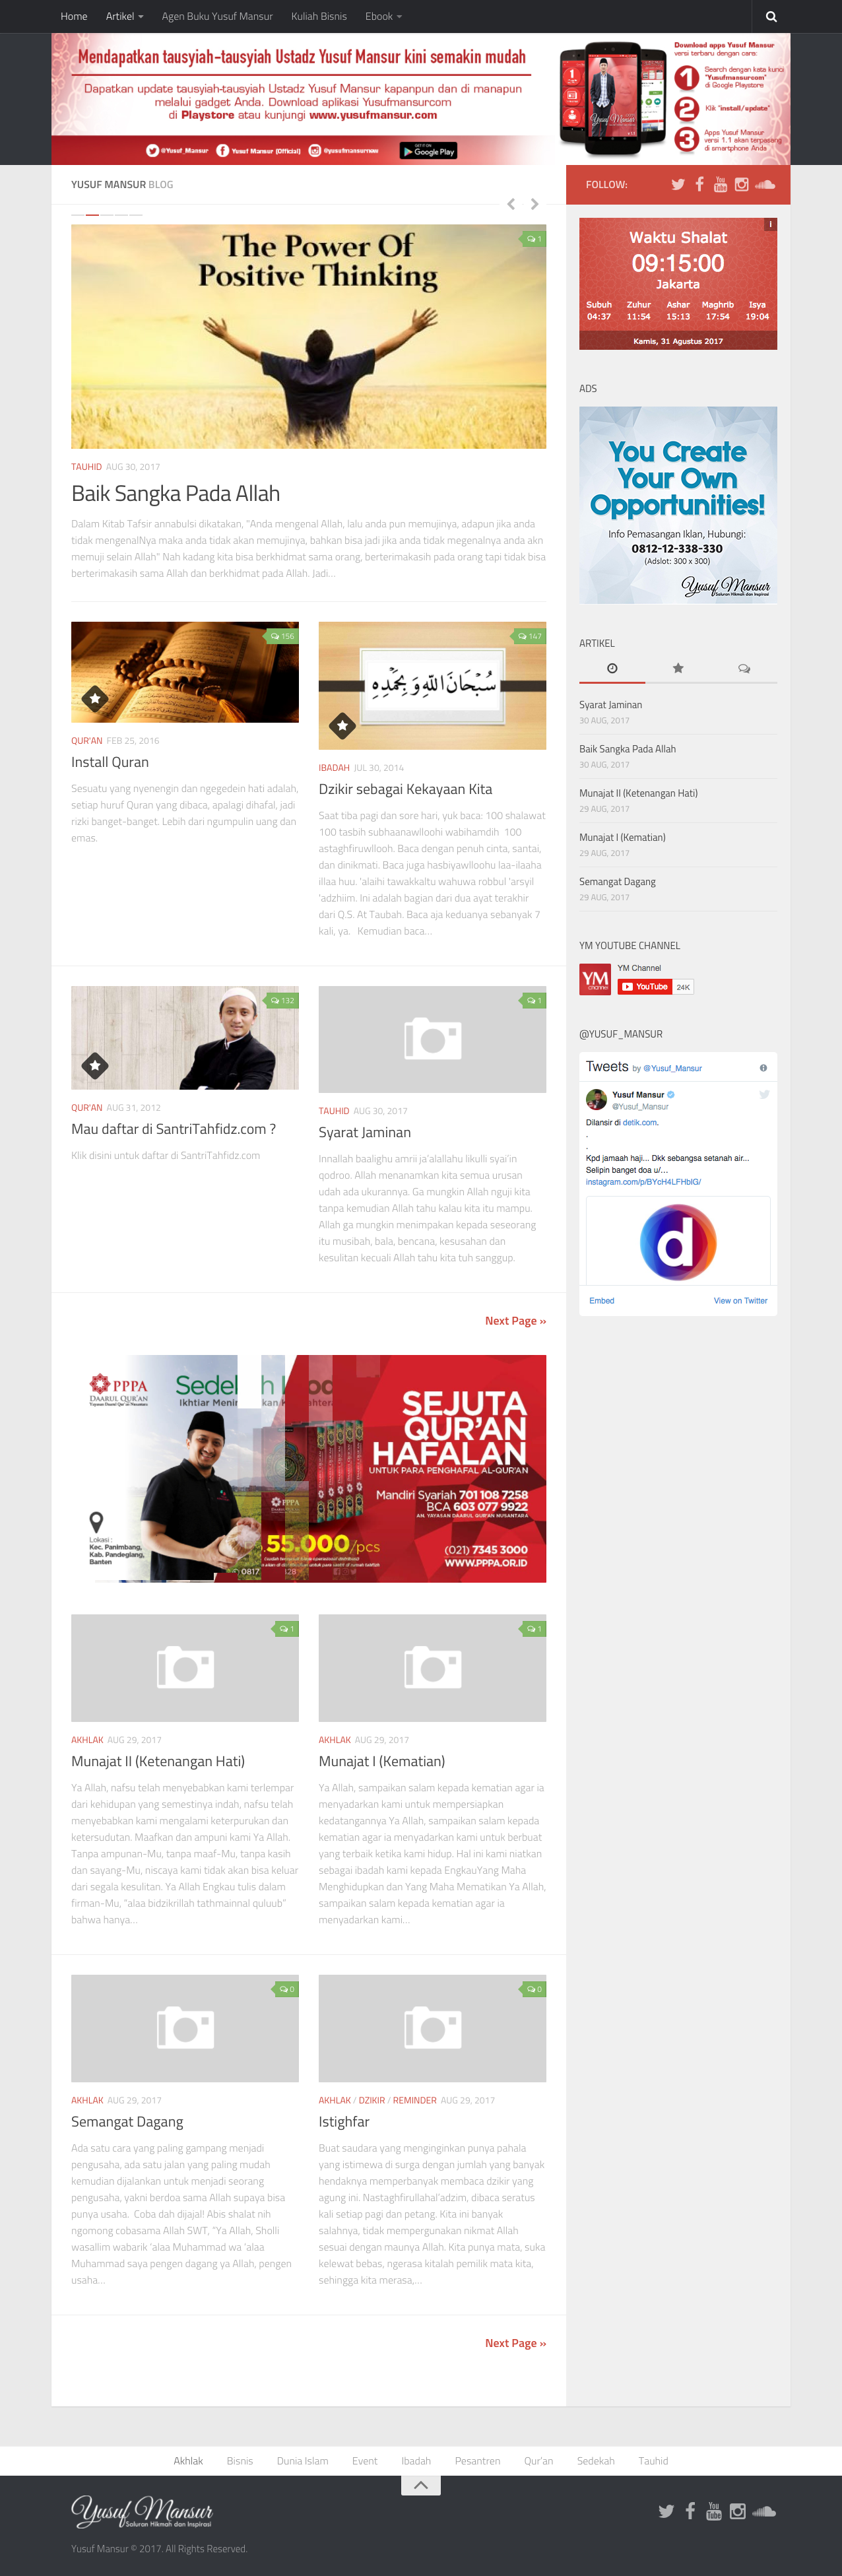 Home Artikel Agen Buku Yusuf Mansur Kuliah Bisnis Ebook
Mendapatkan tausyiah-tausyiah Ustadz Yusuf Mansur kini semakin mudah
Dapatkan update tausyiah-tausyiah Ustadz Yusuf Mansur kapanpun dan di manapun
melalui gadget Anda. Download aplikasi Yusufmansurcom
di Playstore atau kunjungi www.yusufmansur.com
@Yusuf_Mansur Yusuf Mansur (Official) @yusufmansurnew Google Play
Download apps Yusuf Mansur
versi terbaru dengan cara:
1 Search dengan kata kunci
"Yusufmansurcom"
di Google Playstore
2 Klik "install/update"
3 Apps Yusuf Mansur
versi 1.1 akan terpasang
di smartphone Anda
YUSUF MANSUR BLOG
FOLLOW:
The Power Of
Positive Thinking
1
TAUHID AUG 30, 2017
Baik Sangka Pada Allah
Dalam Kitab Tafsir annabulsi dikatakan, "Anda mengenal Allah, lalu anda pun memujinya, adapun jika anda
tidak mengenalNya maka anda tidak akan memujinya, bahkan bisa jadi jika anda tidak megenalnya anda akn
memuji selain Allah" Nah kadang kita bisa berkhidmat sama orang, berterimakasih pada orang tapi tidak bisa
berterimakasih sama Allah dan berkhidmat pada Allah. Jadi...
156
QUR'AN FEB 25, 2016
Install Quran
Sesuatu yang nyenengin dan ngegedein hati adalah,
setiap huruf Quran yang dibaca, apalagi dihafal, jadi
rizki banget-banget. Lebih dari ngumpulin uang dan
emas.
147
سُبْحَانَ اللهِ وَ بِحَمْدِهِ
IBADAH JUL 30, 2014
Dzikir sebagai Kekayaan Kita
Saat tiba pagi dan sore hari, yuk baca: 100 shalawat
100 tasbih subhaanawlloohi wabihamdih 100
astaghfiruwllooh. Baca dengan penuh cinta, santai,
dan dinikmati. Baca juga hasbiyawlloohu laa-ilaaha
illaa huu. 'alaihi tawakkaltu wahuwa robbul 'arsyil
'adzhiim. Ini adalah bagian dari dua ayat terakhir
dari Q.S. At Taubah. Baca aja keduanya sebanyak 7
kali, ya. Kemudian baca...
132
QUR'AN AUG 31, 2012
Mau daftar di SantriTahfidz.com ?
Klik disini untuk daftar di SantriTahfidz.com
1
TAUHID AUG 30, 2017
Syarat Jaminan
Innallah baalighu amrii ja'alallahu likulli syai'in
qodroo. Allah menanamkan kita semua urusan
udah ada ukurannya. Ga mungkin Allah nguji kita
tanpa kemudian Allah tahu kalau kita itu mampu.
Allah ga mungkin menimpakan kepada seseorang
itu musibah, bala, bencana, kesusahan dan
kesulitan kecuali Allah tahu kita tuh sanggup.
Next Page »
PPPA
DAARUL QUR'AN
SEJUTA
QUR'AN
HAFALAN
UNTUK PARA PENGHAFAL AL-QUR'AN
Mandiri Syariah 701 108 7258
BCA 603 077 9922
AN. YAYASAN DAARUL QUR'AN NUSANTARA
Lokasi :
Kec. Panimbang,
Kab. Pandeglang,
Banten
55.000/pcs
(021) 7345 3000
WWW.PPPA.OR.ID
0817
1
AKHLAK AUG 29, 2017
Munajat II (Ketenangan Hati)
Ya Allah, nafsu telah menyebabkan kami terlempar
dari kehidupan yang semestinya indah, nafsu telah
menyebabkan kami mengalami keterpurukan dan
ketersudutan. Maafkan dan ampuni kami Ya Allah.
Tanpa ampunan-Mu, tanpa maaf-Mu, tanpa kasih
dan sayang-Mu, niscaya kami tidak akan bisa keluar
dari segala kesulitan. Ya Allah Engkau tulis dalam
firman-Mu, "alaa bidzikrillah tathmainnal quluub"
bahwa hanya...
1
AKHLAK AUG 29, 2017
Munajat I (Kematian)
Ya Allah, sampaikan salam kepada kematian agar ia
menyadarkan kami untuk mempersiapkan
kedatangannya Ya Allah, sampaikan salam kepada
kematian agar ia menyadarkan kami untuk berbuat
yang terbaik ketika kami hidup. Hal ini kami niatkan
sebagai ibadah kami kepada EngkauYang Maha
Menghidupkan dan Yang Maha Mematikan Ya Allah,
sampaikan salam kepada kematian agar ia
menyadarkan kami...
0
AKHLAK AUG 29, 2017
Semangat Dagang
Ada satu cara yang paling gampang menjadi
pengusaha, ada satu jalan yang paling mudah
kemudian dijalankan untuk menjadi seorang
pengusaha, yakni berdoa sama Allah supaya bisa
punya usaha. Coba dah dijajal! Abis shalat nih
ngomong cobasama Allah SWT, "Ya Allah, Sholli
wasallim wabarik 'alaa Muhammad wa 'alaa
Muhammad saya pengen dagang ya Allah, pengen
usaha...
0
AKHLAK / DZIKIR / REMINDER AUG 29, 2017
Istighfar
Buat saudara yang menginginkan punya pahala
yang istimewa di surga dengan jumlah yang banyak
hendaknya memperbanyak membaca dzikir yang
agung ini. Nastaghfirullahal'adzim, dibaca seratus
kali setiap pagi dan petang. Kita ini banyak
salahnya, tidak mempergunakan nikmat Allah
sesuai dengan maunya Allah. Kita punya mata, suka
kelewat bebas, ngerasa kitalah pemilik mata kita,
sehingga kita merasa,...
Next Page »
Waktu Shalat
09:15:00
Jakarta
Subuh Zuhur Ashar Maghrib Isya
04:37 11:54 15:13 17:54 19:04
Kamis, 31 Agustus 2017
ADS
You Create
Your Own
Opportunities!
Info Pemasangan Iklan, Hubungi:
0812-12-338-330
(Adslot: 300 x 300)
Yusuf Mansur
Saluran Hikmah dan Inspirasi
ARTIKEL
Syarat Jaminan
30 AUG, 2017
Baik Sangka Pada Allah
30 AUG, 2017
Munajat II (Ketenangan Hati)
29 AUG, 2017
Munajat I (Kematian)
29 AUG, 2017
Semangat Dagang
29 AUG, 2017
YM YOUTUBE CHANNEL
YM CHANNEL
YM Channel
YouTube 24K
@YUSUF_MANSUR
Tweets by @Yusuf_Mansur
Yusuf Mansur
@Yusuf_Mansur
Dilansir di detik.com.
.
.
Kpd jamaah haji... Dkk sebangsa setanah air...
Selipin banget doa u/...
instagram.com/p/BYcH4LFHbIG/
d
Embed View on Twitter
Akhlak Bisnis Dunia Islam Event Ibadah Pesantren Qur'an Sedekah Tauhid
Yusuf Mansur
Saluran Hikmah dan Inspirasi
Yusuf Mansur © 2017. All Rights Reserved.